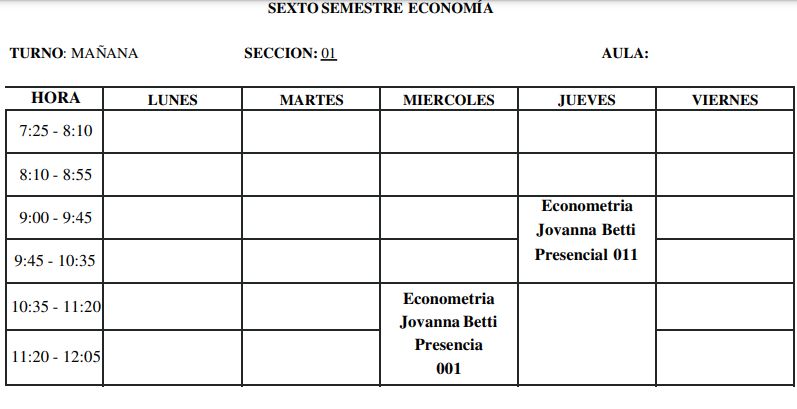 SEXTO SEMESTRE ECONOMÍA
TURNO: MAÑANA SECCION: 01 AULA:
HORA LUNES MARTES MIERCOLES JUEVES VIERNES
7:25 - 8:10
8:10 - 8:55
9:00 - 9:45
Econometria
Jovanna Betti
Presencial 011
9:45 - 10:35
10:35 - 11:20
Econometria
Jovanna Betti
Presencia
001
11:20 - 12:05